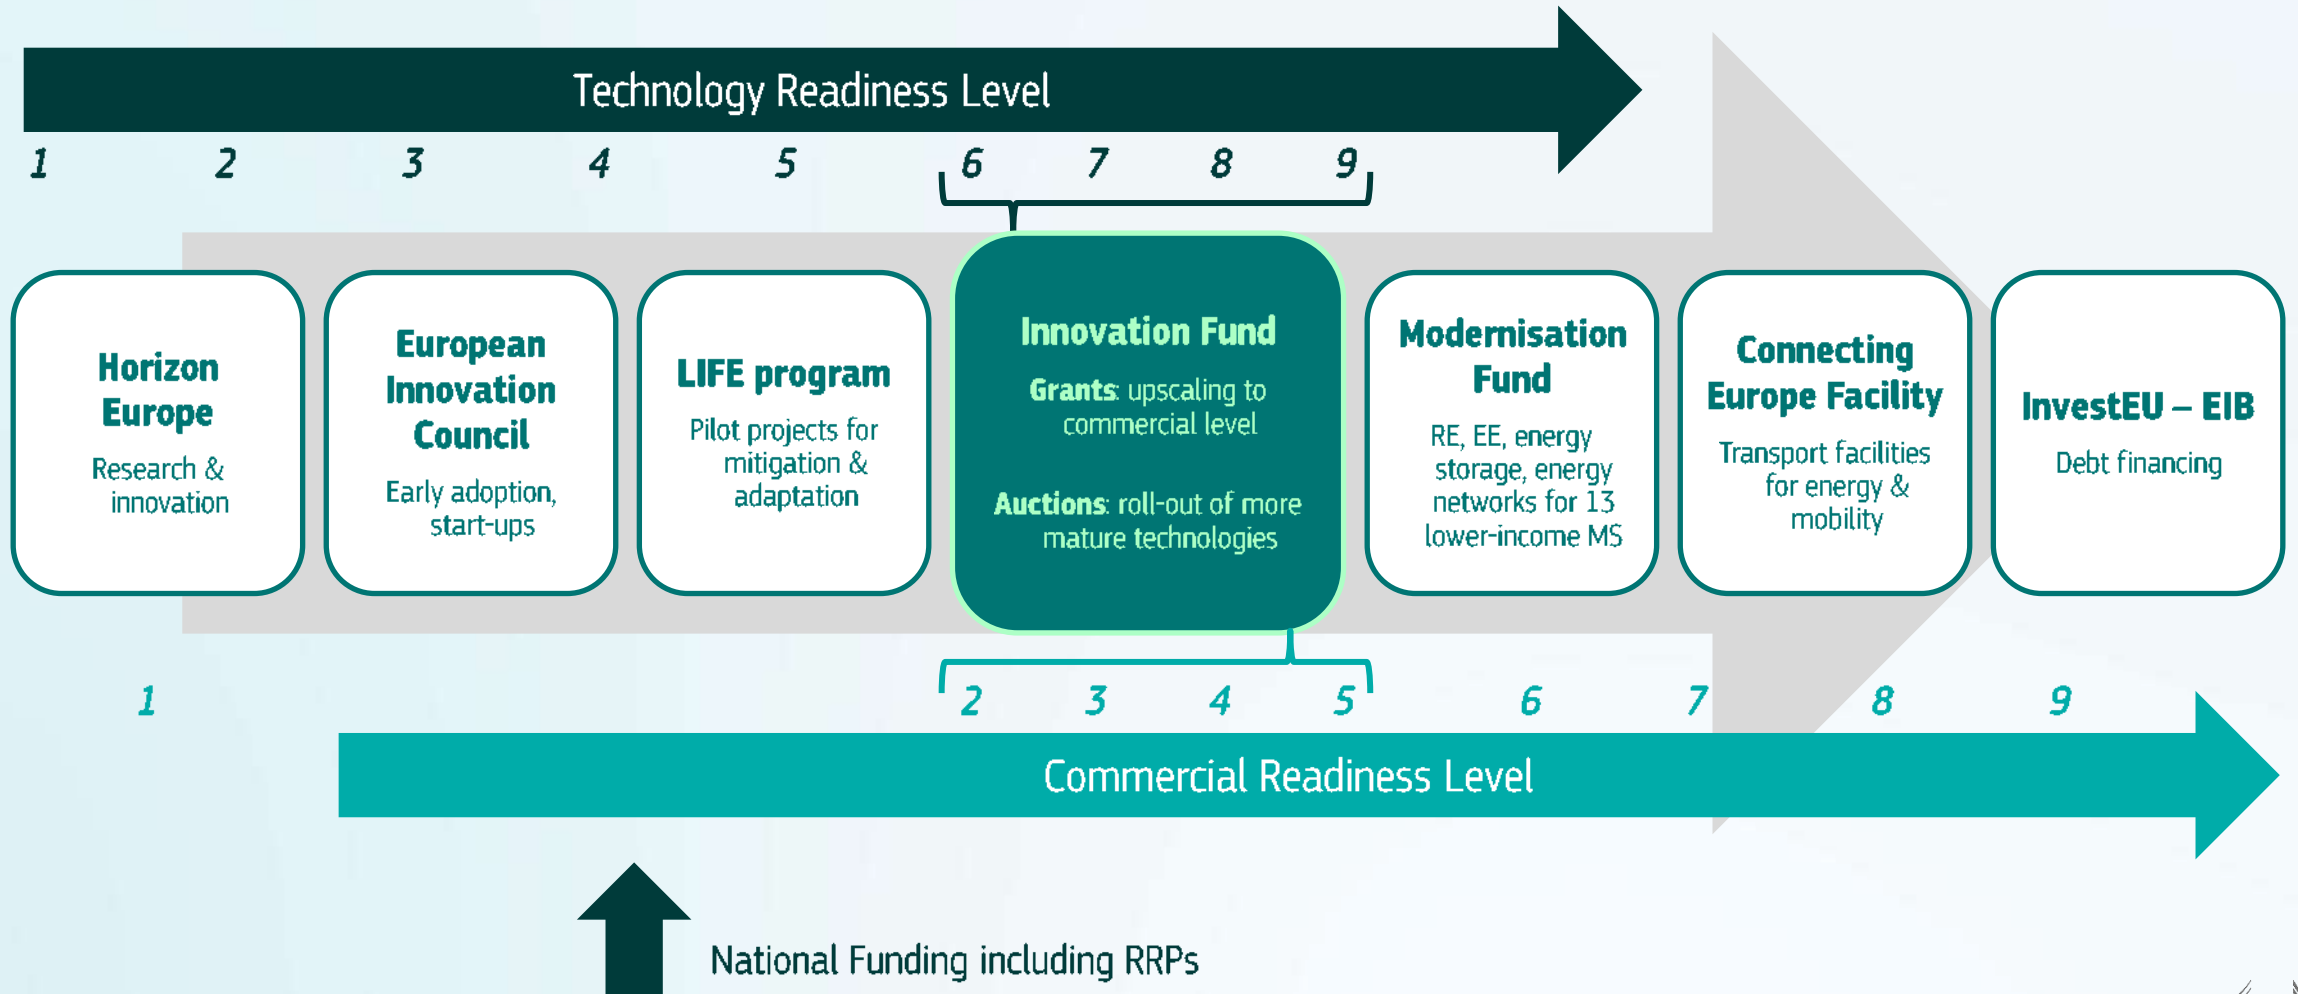 Technology Readiness Level
1 2 3 4 5 6 7 8 9
Horizon
Europe
Research &
innovation
European
Innovation
Council
Early adoption,
start-ups
LIFE program
Pilot projects for
mitigation &
adaptation
Innovation Fund
Grants: upscaling to
commercial level
Auctions: roll-out of more
mature technologies
Modernisation
Fund
RE, EE, energy
storage, energy
networks for 13
lower-income MS
Connecting
Europe Facility
Transport facilities
for energy &
mobility
InvestEU – EIB
Debt financing
1 2 3 4 5 6 7 8 9
Commercial Readiness Level
National Funding including RRPs